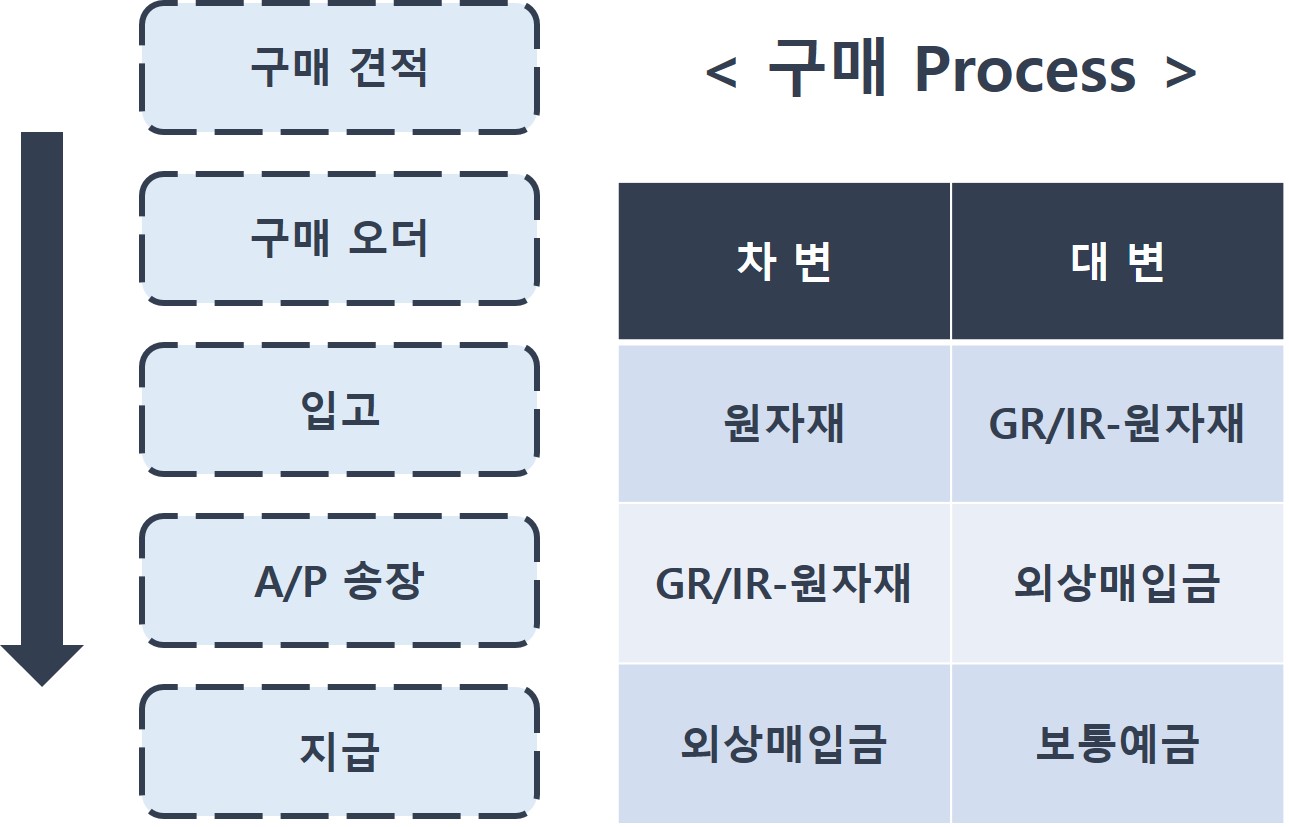 구매 견적
구매 오더
입고
A/P 송장
지급
< 구매 Process >
차 변 대 변
원자재 GR/IR-원자재
GR/IR-원자재 외상매입금
외상매입금 보통예금